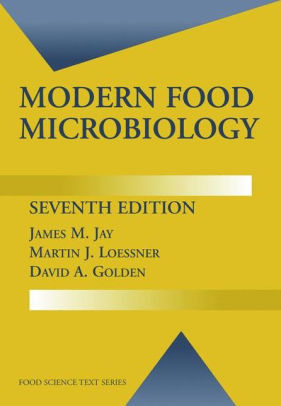 MODERN FOOD
MICROBIOLOGY
SEVENTH EDITION
JAMES M. JAY
MARTIN J. LOESSNER
DAVID A. GOLDEN
FOOD SCIENCE TEXT SERIES